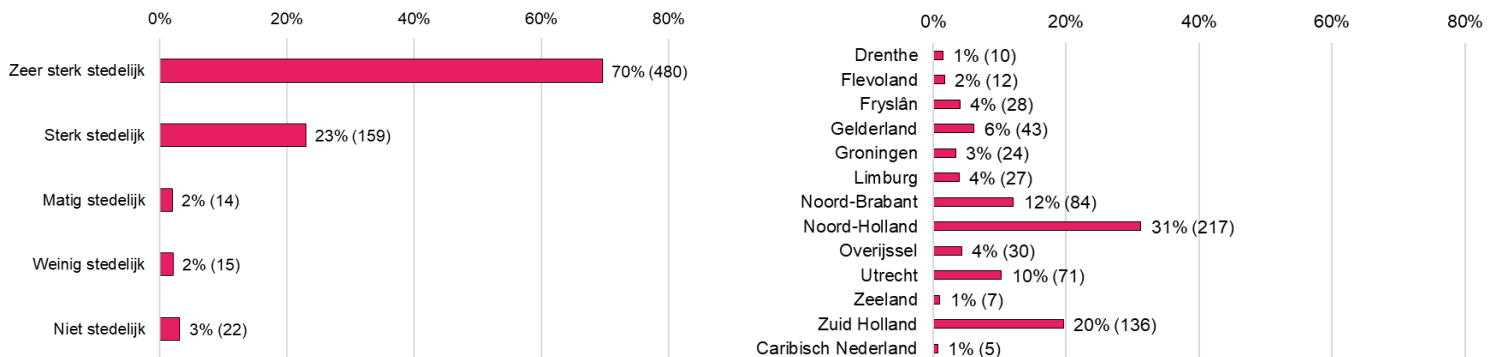 0% 20% 40% 60% 80%
Zeer sterk stedelijk 70% (480)
Sterk stedelijk 23% (159)
Matig stedelijk 2% (14)
Weinig stedelijk 2% (15)
Niet stedelijk 3% (22)
0% 20% 40% 60% 80%
Drenthe 1% (10)
Flevoland 2% (12)
Fryslân 4% (28)
Gelderland 6% (43)
Groningen 3% (24)
Limburg 4% (27)
Noord-Brabant 12% (84)
Noord-Holland 31% (217)
Overijssel 4% (30)
Utrecht 10% (71)
Zeeland 1% (7)
Zuid Holland 20% (136)
Caribisch Nederland 1% (5)